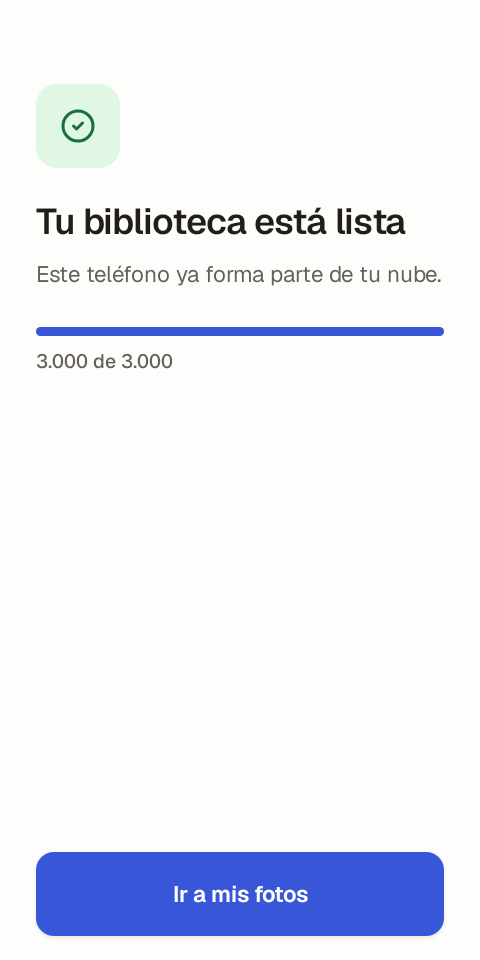 Tu biblioteca está lista
Este teléfono ya forma parte de tu nube.
3.000 de 3.000
Ir a mis fotos